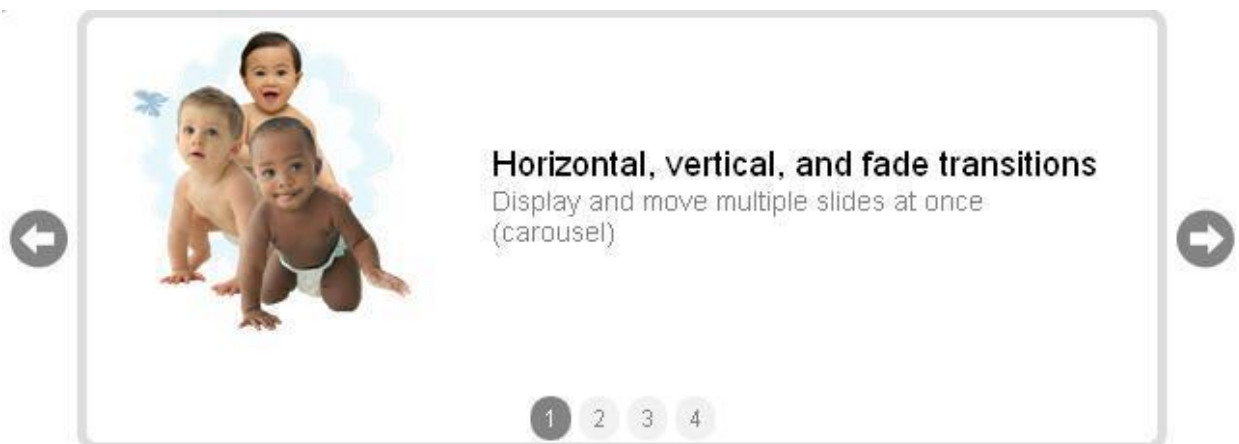 Horizontal, vertical, and fade transitions
Display and move multiple slides at once
(carousel)
1 2 3 4